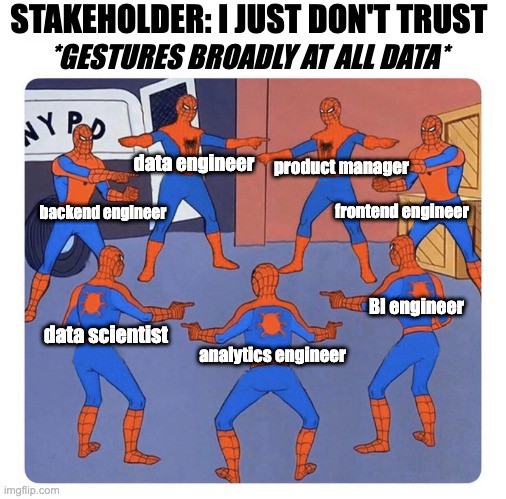 STAKEHOLDER: I JUST DON'T TRUST
*GESTURES BROADLY AT ALL DATA*
NYPD
data engineer
product manager
backend engineer
frontend engineer
BI engineer
data scientist
analytics engineer
imgflip.com